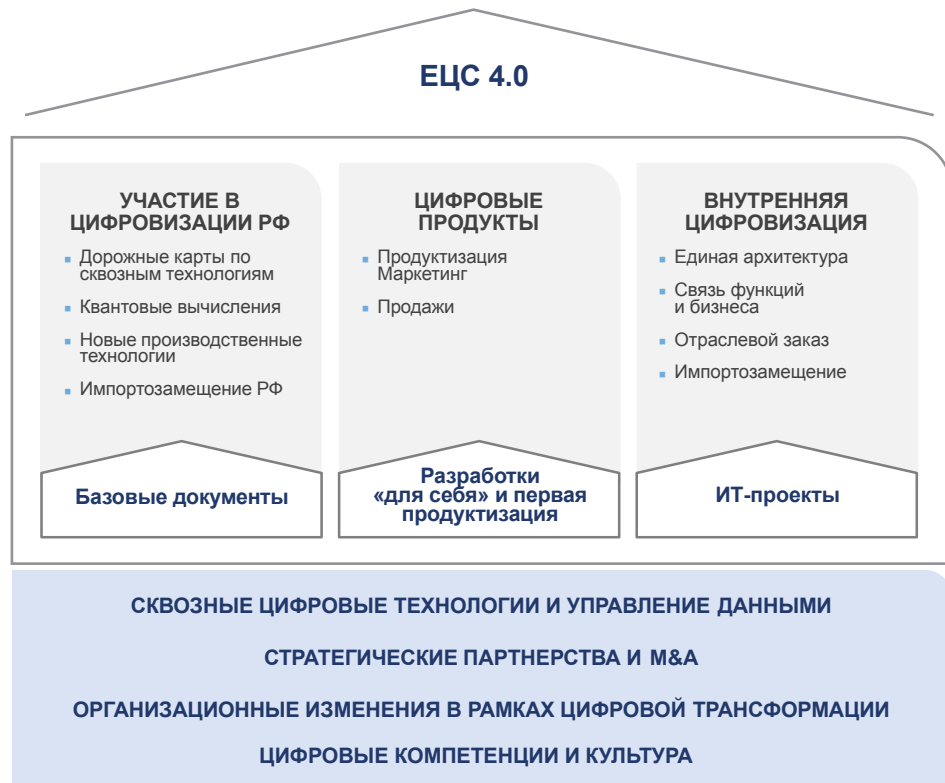 ЕЦС 4.0
УЧАСТИЕ В
ЦИФРОВИЗАЦИИ РФ
Дорожные карты по
сквозным технологиям
Квантовые вычисления
Новые производственные
технологии
Импортозамещение РФ
Базовые документы
ЦИФРОВЫЕ
ПРОДУКТЫ
Продуктизация
Маркетинг
Продажи
Разработки
«для себя» и первая
продуктизация
ВНУТРЕННЯЯ
ЦИФРОВИЗАЦИЯ
Единая архитектура
Связь функций
и бизнеса
Отраслевой заказ
Импортозамещение
ИТ-проекты
СКВОЗНЫЕ ЦИФРОВЫЕ ТЕХНОЛОГИИ И УПРАВЛЕНИЕ ДАННЫМИ
СТРАТЕГИЧЕСКИЕ ПАРТНЕРСТВА И M&A
ОРГАНИЗАЦИОННЫЕ ИЗМЕНЕНИЯ В РАМКАХ ЦИФРОВОЙ ТРАНСФОРМАЦИИ
ЦИФРОВЫЕ КОМПЕТЕНЦИИ И КУЛЬТУРА